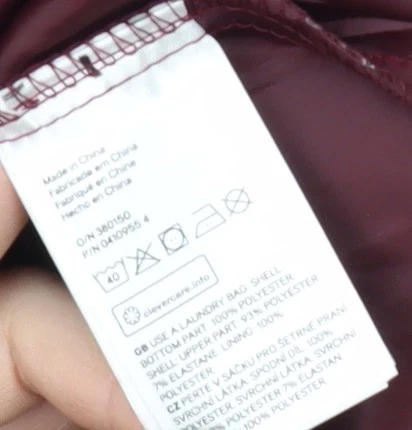 Made in China
Fabricado em China
Fabriqué en Chine
Hecho en China
O/N 380150
P/N 0410955 4
40
clevercare.info
GB USE A LAUNDRY BAG SHELL
BOTTOM PART: 100% POLYESTER
SHELL UPPER PART: 93% POLYESTER
7% ELASTANE LINING: 100%
POLYESTER
CZ PERTE V SÁČKU PRO ŠETRNÉ PRANÍ
SVRCHNÍ LÁTKA, SPODNÍ DÍL: 100%
POLYESTER, SVRCHNÍ LÁTKA, SVRCHNÍ
POLYESTER 7% ELASTAN
100% POLYESTER